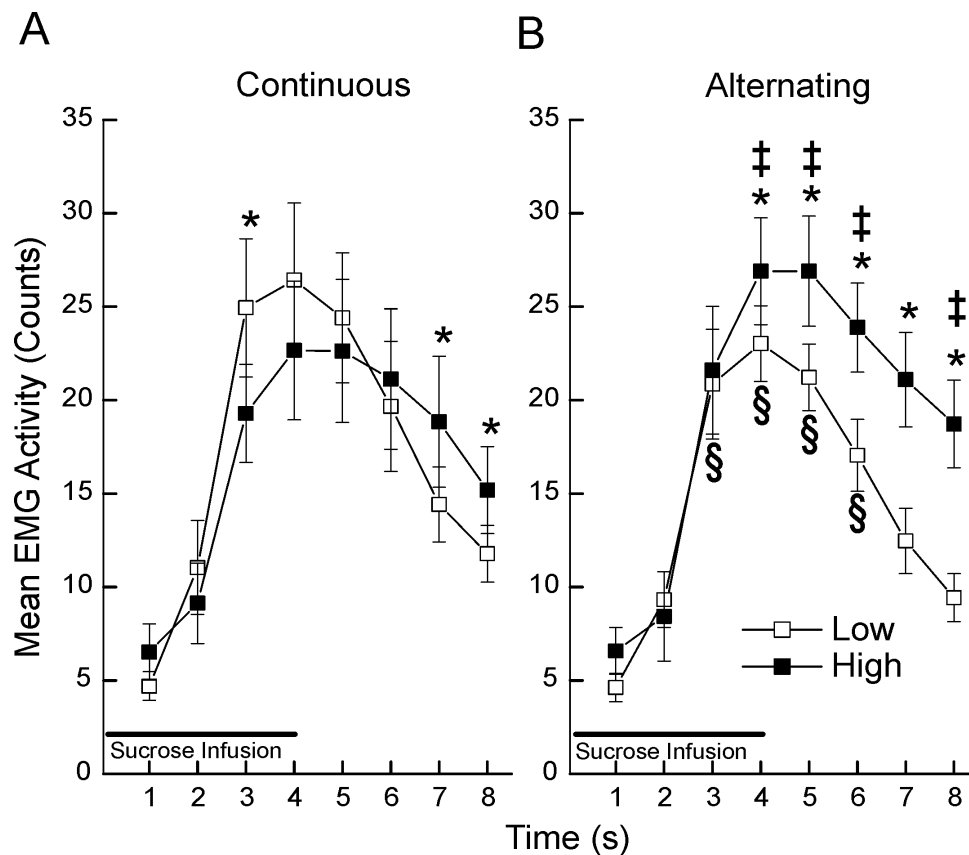 A
Continuous
Mean EMG Activity (Counts)
35
30
25
20
15
10
5
0
*
*
*
Sucrose Infusion
1 2 3 4 5 6 7 8
B
Alternating
35
30
25
20
15
10
5
0
‡ ‡ ‡ ‡
* * * * *
§ § § §
Low
High
Sucrose Infusion
1 2 3 4 5 6 7 8
Time (s)